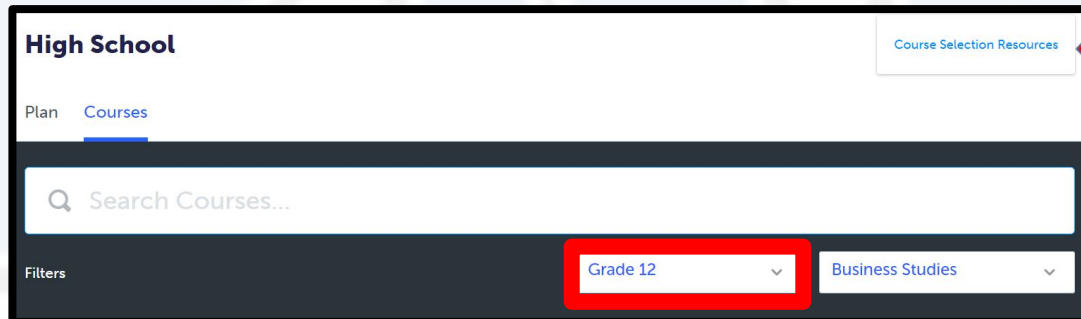 High School
Course Selection Resources
Plan Courses
Search Courses...
Filters
Grade 12
Business Studies